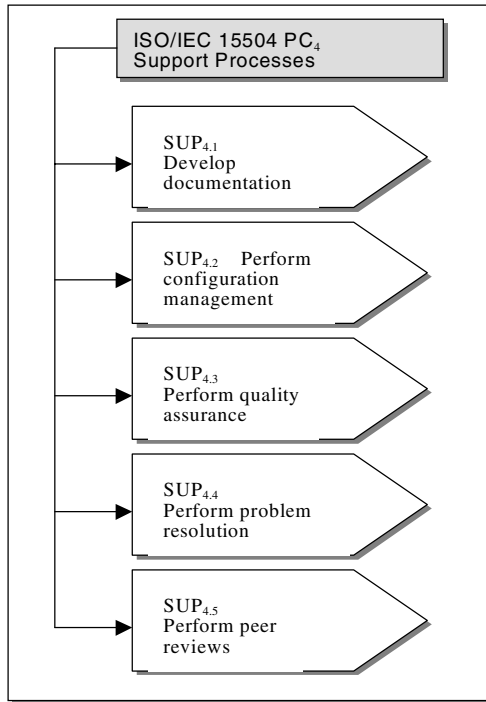 ISO/IEC 15504 PC₄
Support Processes
SUP₄.₁
Develop
documentation
SUP₄.₂ Perform
configuration
management
SUP₄.₃
Perform quality
assurance
SUP₄.₄
Perform problem
resolution
SUP₄.₅
Perform peer
reviews